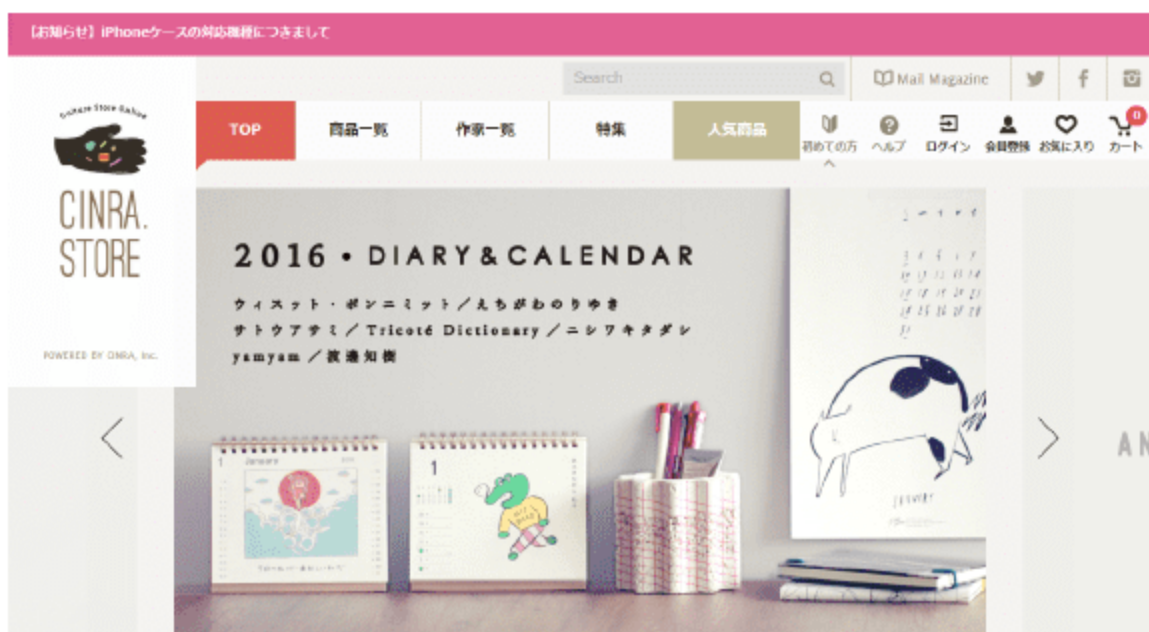 【お知らせ】iPhoneケースの対応機種につきまして
Search
Mail Magazine
Culture Store Online
CINRA.
STORE
POWERED BY CINRA, Inc.
TOP
商品一覧
作家一覧
特集
人気商品
初めての方
ヘルプ
ログイン
会員登録
お気に入り
カート
0
2016・DIARY&CALENDAR
ウィスット・ポンニミット/えちがわのりゆき
サトウアサミ/Tricoté Dictionary/ニシワキタダシ
yamyam/渡邊知樹
1
January
1
JANUARY
AN